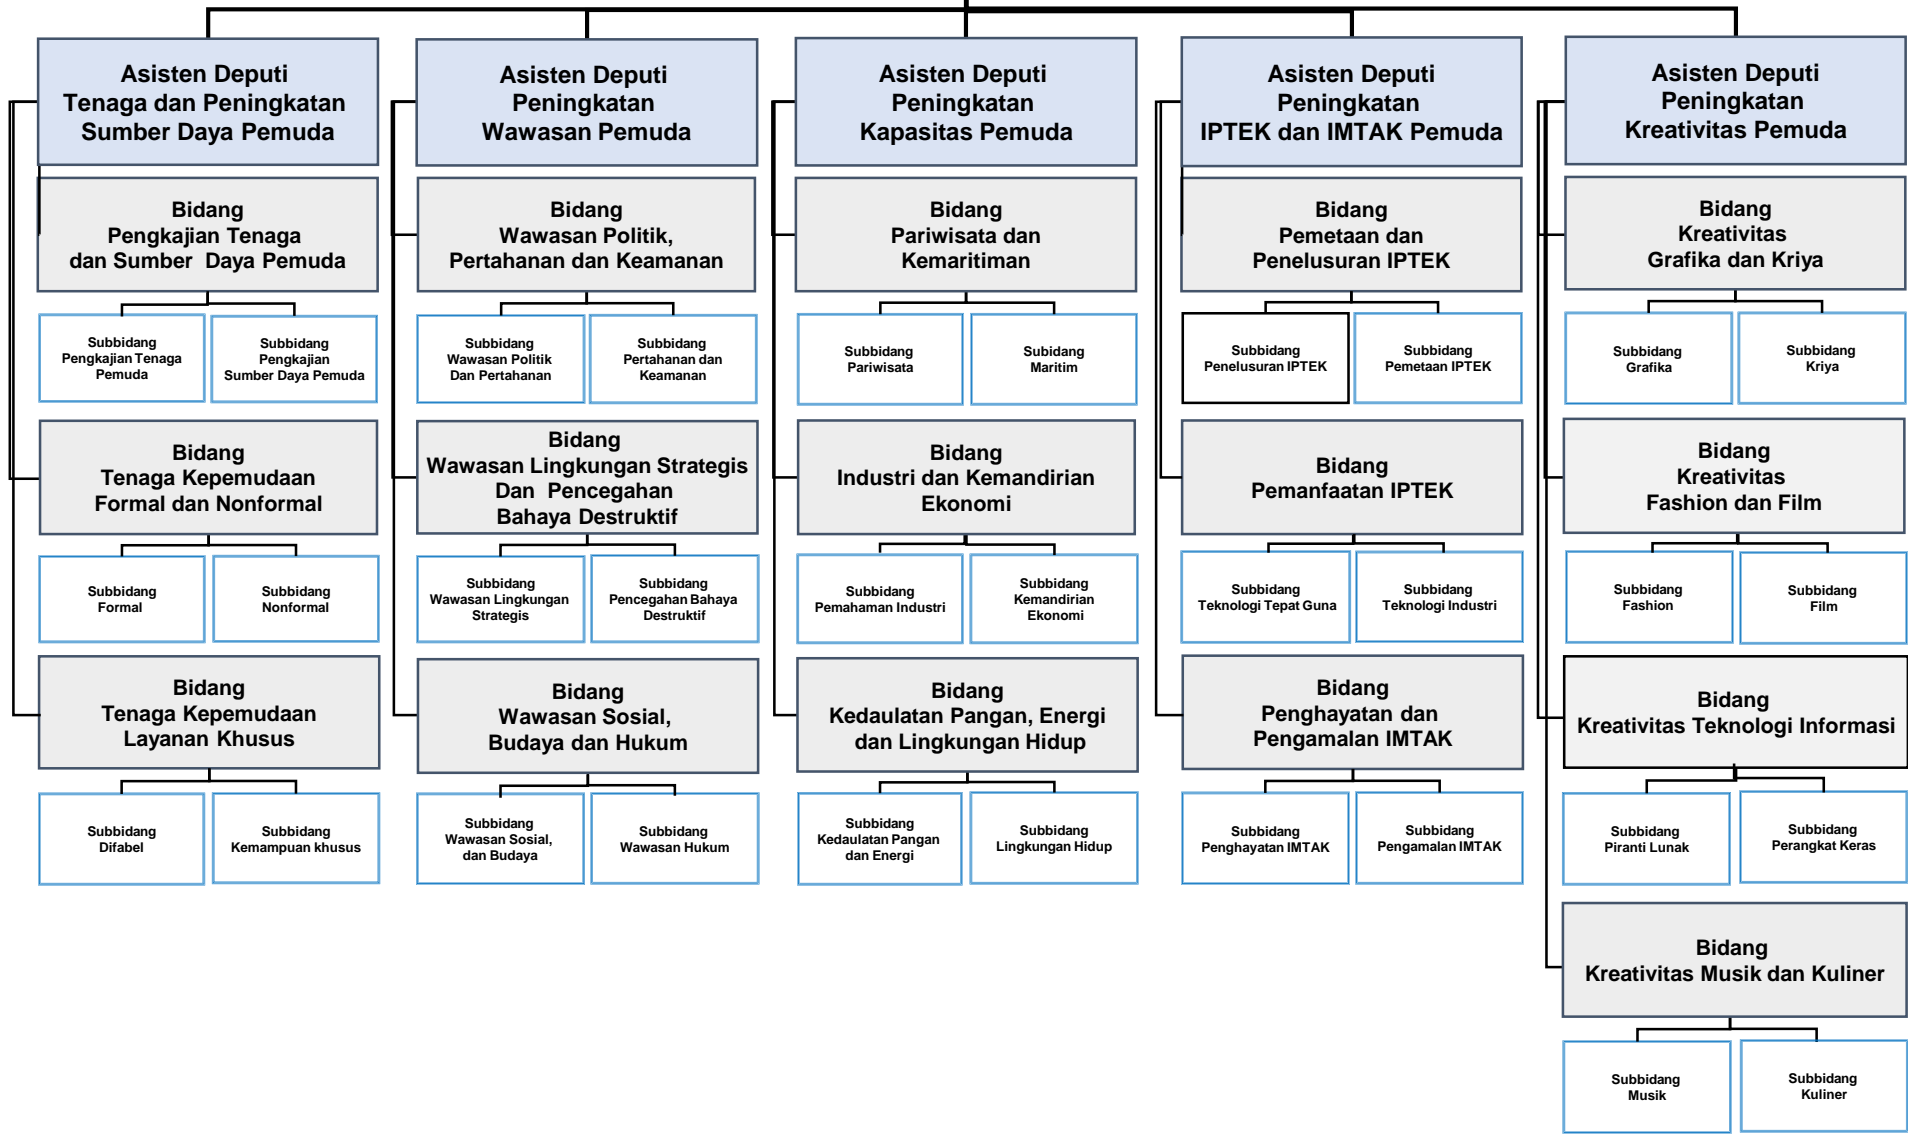 Asisten Deputi
Tenaga dan Peningkatan
Sumber Daya Pemuda
Asisten Deputi
Peningkatan
Wawasan Pemuda
Asisten Deputi
Peningkatan
Kapasitas Pemuda
Asisten Deputi
Peningkatan
IPTEK dan IMTAK Pemuda
Asisten Deputi
Peningkatan
Kreativitas Pemuda
Bidang
Pengkajian Tenaga
dan Sumber Daya Pemuda
Bidang
Wawasan Politik,
Pertahanan dan Keamanan
Bidang
Pariwisata dan
Kemaritiman
Bidang
Pemetaan dan
Penelusuran IPTEK
Bidang
Kreativitas
Grafika dan Kriya
Subbidang
Pengkajian Tenaga
Pemuda
Subbidang
Pengkajian
Sumber Daya Pemuda
Subbidang
Wawasan Politik
Dan Pertahanan
Subbidang
Pertahanan dan
Keamanan
Subbidang
Pariwisata
Subidang
Maritim
Subbidang
Penelusuran IPTEK
Subbidang
Pemetaan IPTEK
Subbidang
Grafika
Subbidang
Kriya
Bidang
Tenaga Kepemudaan
Formal dan Nonformal
Bidang
Wawasan Lingkungan Strategis
Dan Pencegahan
Bahaya Destruktif
Bidang
Industri dan Kemandirian
Ekonomi
Bidang
Pemanfaatan IPTEK
Bidang
Kreativitas
Fashion dan Film
Subbidang
Formal
Subbidang
Nonformal
Subbidang
Wawasan Lingkungan
Strategis
Subbidang
Pencegahan Bahaya
Destruktif
Subbidang
Pemahaman Industri
Subbidang
Kemandirian
Ekonomi
Subbidang
Teknologi Tepat Guna
Subbidang
Teknologi Industri
Subbidang
Fashion
Subbidang
Film
Bidang
Tenaga Kepemudaan
Layanan Khusus
Bidang
Wawasan Sosial,
Budaya dan Hukum
Bidang
Kedaulatan Pangan, Energi
dan Lingkungan Hidup
Bidang
Penghayatan dan
Pengamalan IMTAK
Bidang
Kreativitas Teknologi Informasi
Subbidang
Difabel
Subbidang
Kemampuan khusus
Subbidang
Wawasan Sosial,
dan Budaya
Subbidang
Wawasan Hukum
Subbidang
Kedaulatan Pangan
dan Energi
Subbidang
Lingkungan Hidup
Subbidang
Penghayatan IMTAK
Subbidang
Pengamalan IMTAK
Subbidang
Piranti Lunak
Subbidang
Perangkat Keras
Bidang
Kreativitas Musik dan Kuliner
Subbidang
Musik
Subbidang
Kuliner